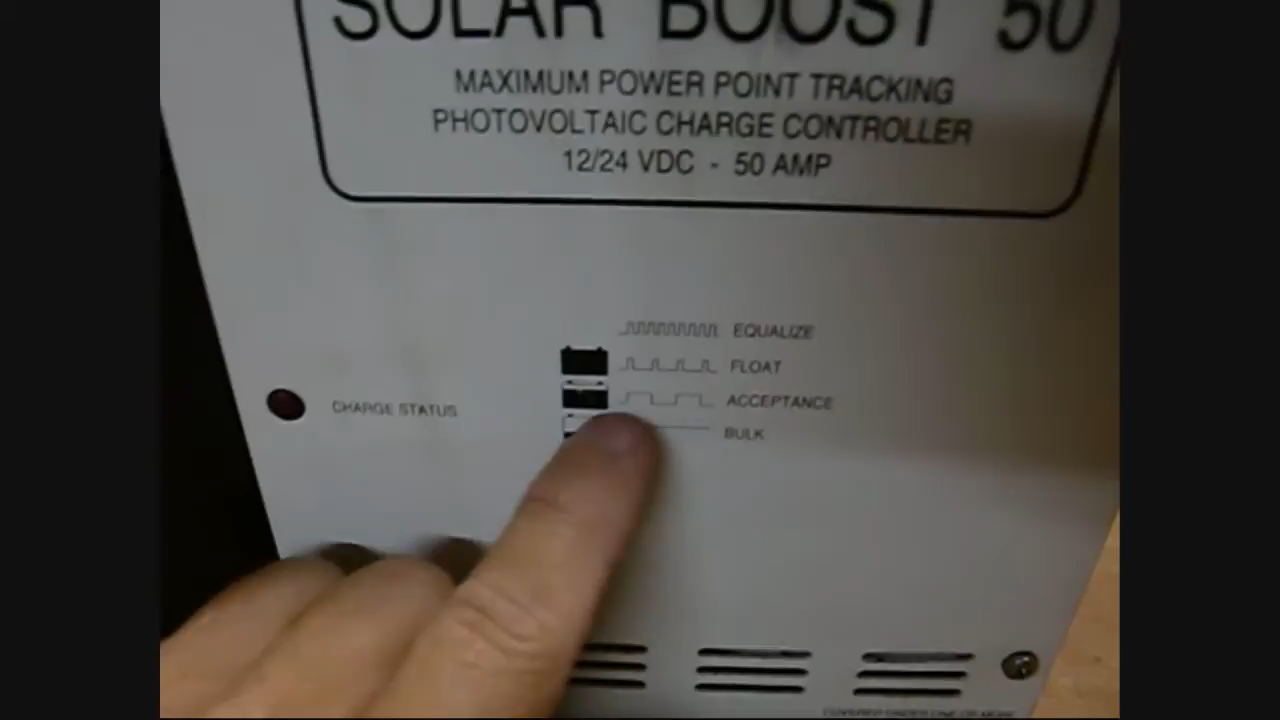 SOLAR BOOST 50
MAXIMUM POWER POINT TRACKING
PHOTOVOLTAIC CHARGE CONTROLLER
12/24 VDC - 50 AMP
EQUALIZE
FLOAT
CHARGE STATUS
ACCEPTANCE
BULK